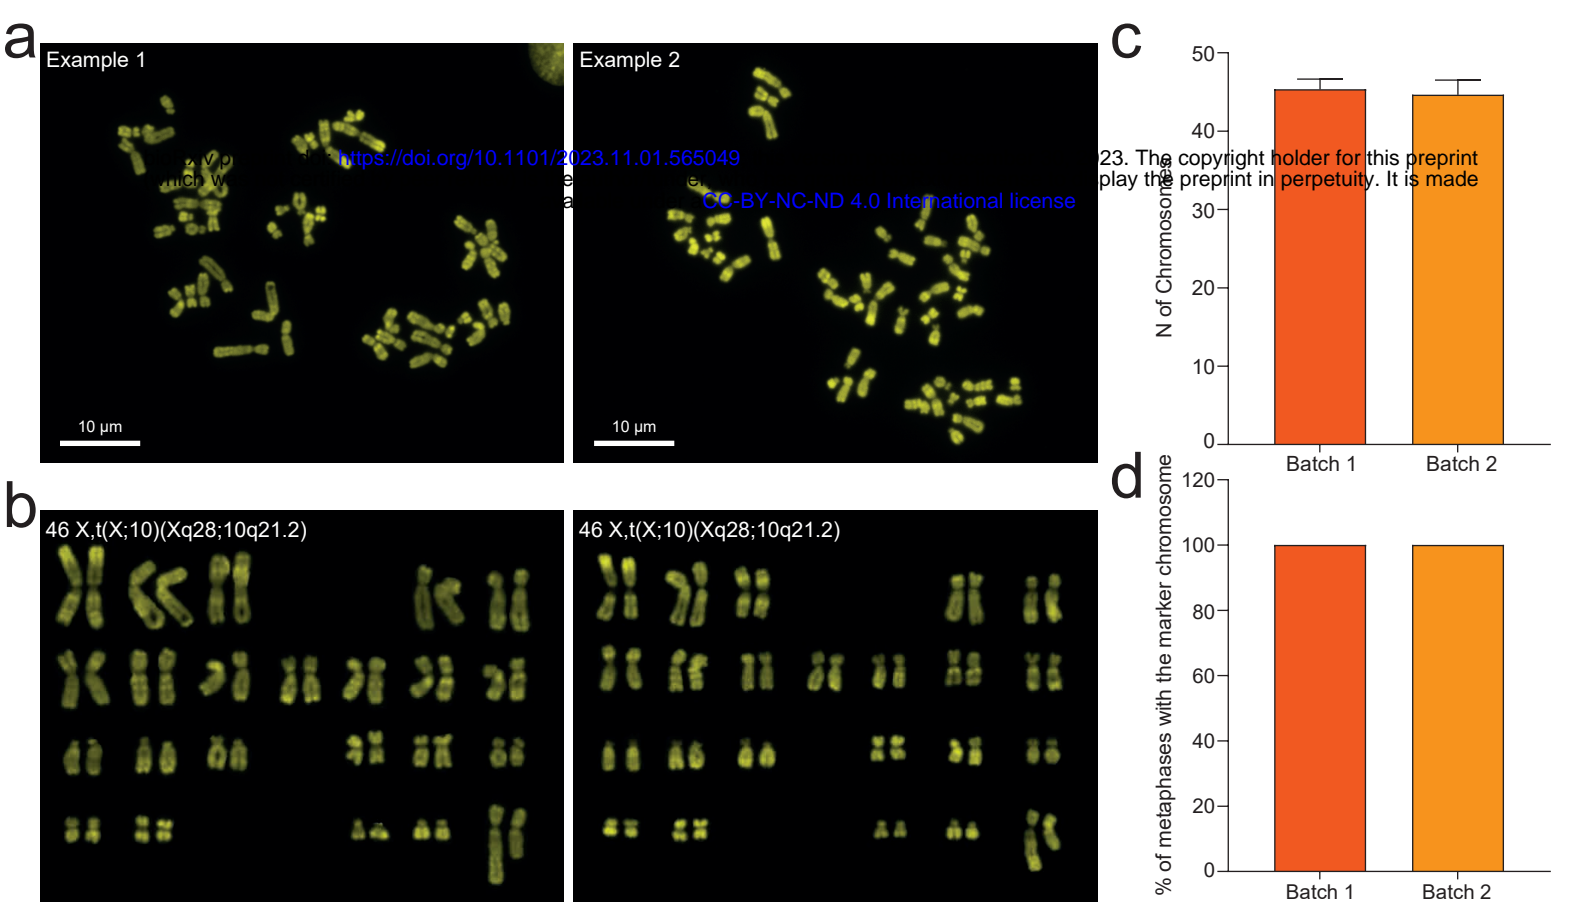 a
Example 1
Example 2
https://doi.org/10.1101/2023.11.01.565049
23. The copyright holder for this preprint
play the preprint in perpetuity. It is made
CC-BY-NC-ND 4.0 International license
10 µm
10 µm
b
46 X,t(X;10)(Xq28;10q21.2)
46 X,t(X;10)(Xq28;10q21.2)
c
N of Chromosomes
50
40
30
20
10
0
Batch 1
Batch 2
d
% of metaphases with the marker chromosome
120
100
80
60
40
20
0
Batch 1
Batch 2